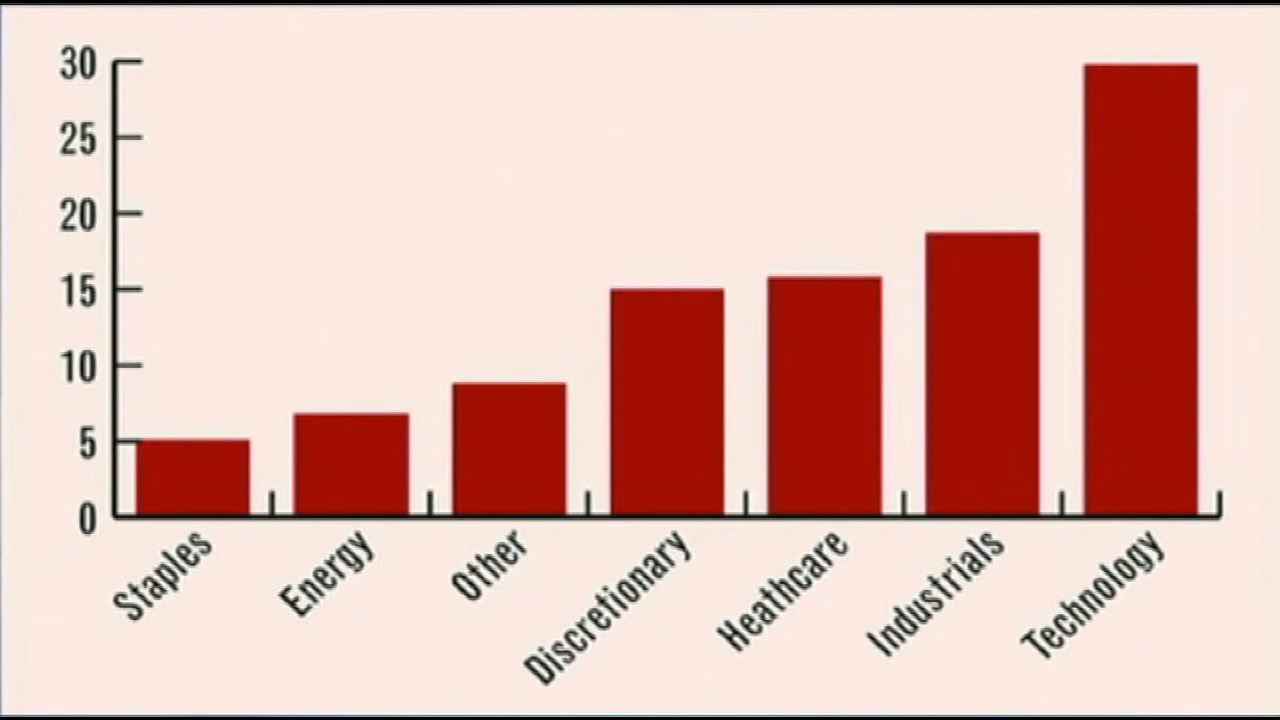 30
25
20
15
10
5
0
Staples
Energy
Other
Discretionary
Heathcare
Industrials
Technology